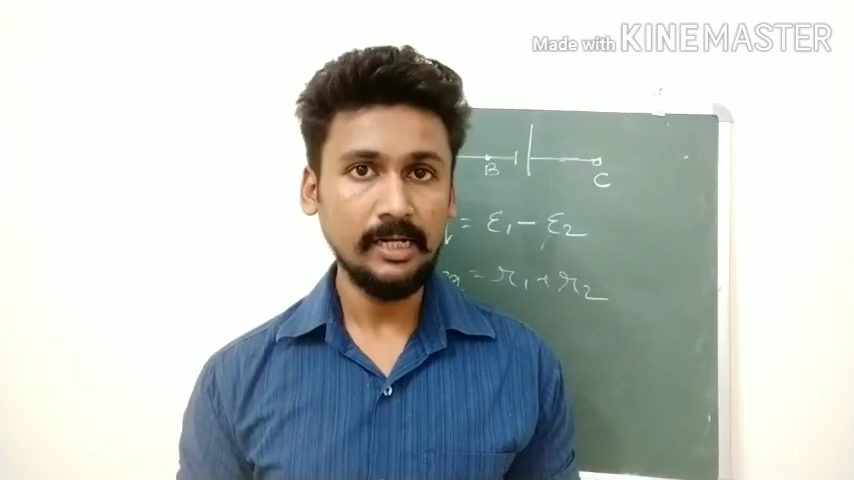 Made with KINEMASTER
B
C
= ε₁ - ε₂
= r₁ + r₂